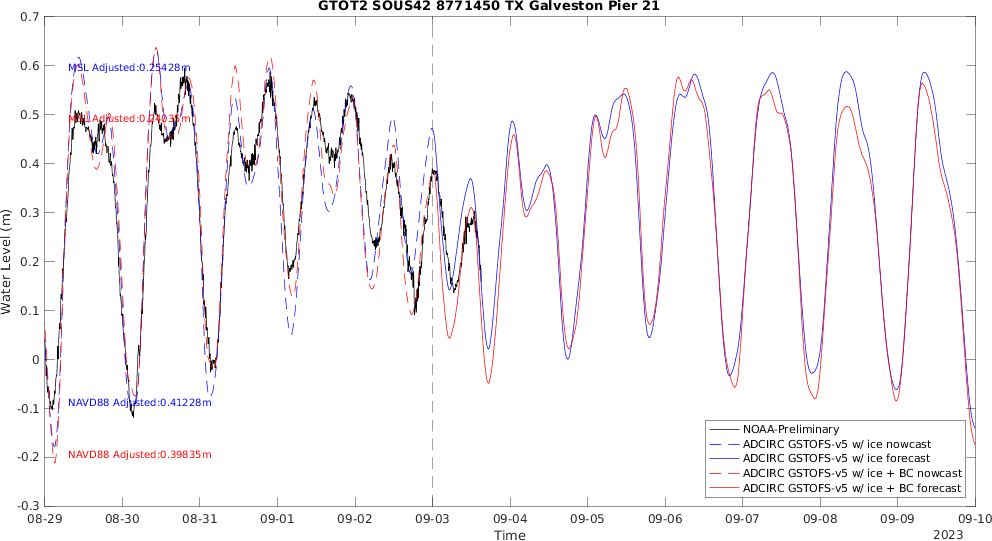 GTOT2 SOUS42 8771450 TX Galveston Pier 21
Water Level (m)
0.7
0.6
0.5
0.4
0.3
0.2
0.1
0
-0.1
-0.2
-0.3
MSL Adjusted:0.25428m
MSL Adjusted:0.24035m
NAVD88 Adjusted:0.41228m
NAVD88 Adjusted:0.39835m
NOAA-Preliminary
ADCIRC GSTOFS-v5 w/ ice nowcast
ADCIRC GSTOFS-v5 w/ ice forecast
ADCIRC GSTOFS-v5 w/ ice + BC nowcast
ADCIRC GSTOFS-v5 w/ ice + BC forecast
08-29 08-30 08-31 09-01 09-02 09-03 09-04 09-05 09-06 09-07 09-08 09-09 09-10
Time
2023